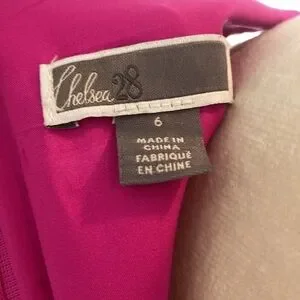 Chelsea28
6
MADE IN
CHINA
FABRIQUÉ
EN CHINE